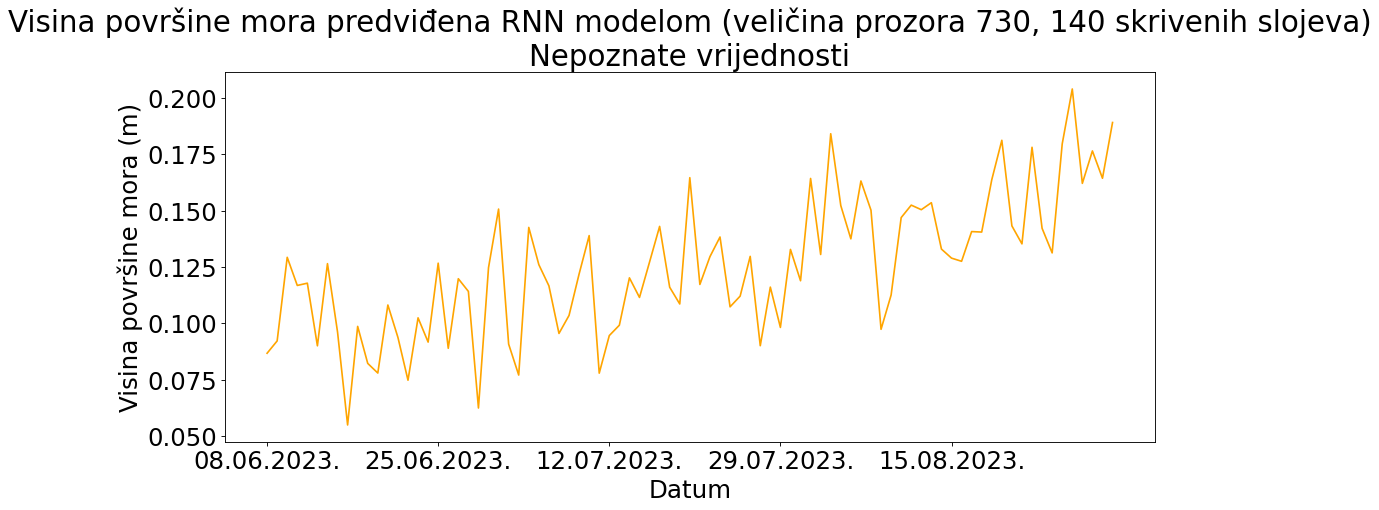 Visina površine mora predviđena RNN modelom (veličina prozora 730, 140 skrivenih slojeva)
Nepoznate vrijednosti
Visina površine mora (m)
0.200
0.175
0.150
0.125
0.100
0.075
0.050
08.06.2023. 25.06.2023. 12.07.2023. 29.07.2023. 15.08.2023.
Datum